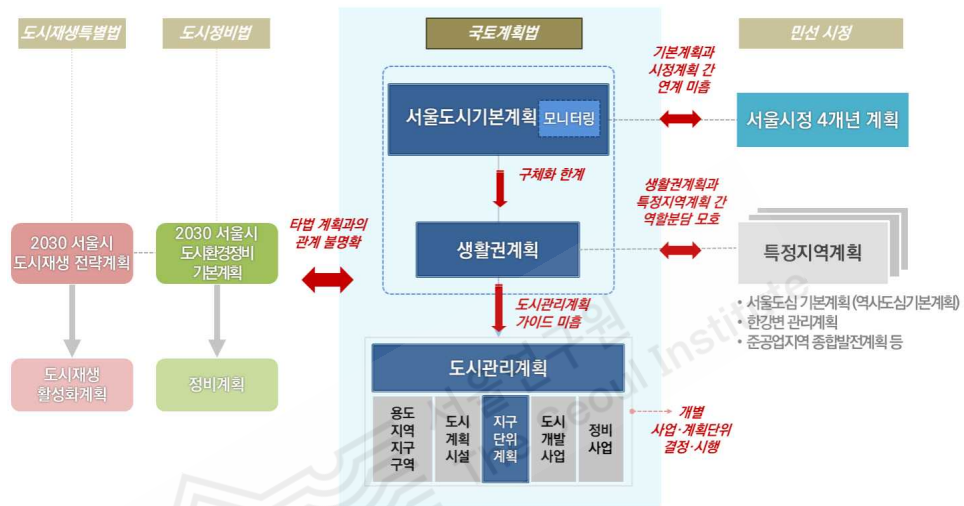 도시재생특별법
도시정비법
국토계획법
민선 시정
기본계획과
시정계획 간
연계 미흡
서울도시기본계획
모니터링
서울시정 4개년 계획
구체화 한계
생활권계획과
특정지역계획 간
역할분담 모호
타법 계획과의
관계 불명확
2030 서울시
도시재생 전략계획
2030 서울시
도시환경정비
기본계획
생활권계획
특정지역계획
• 서울도심 기본계획 (역사도심기본계획)
• 한강변 관리계획
• 준공업지역 종합발전계획 등
도시관리계획
가이드 미흡
도시재생
활성화계획
정비계획
도시관리계획
용도
지역
지구
구역
도시
계획
시설
지구
단위
계획
도시
개발
사업
정비
사업
개별
사업·계획단위
결정·시행
서울연구원
The Seoul Institute